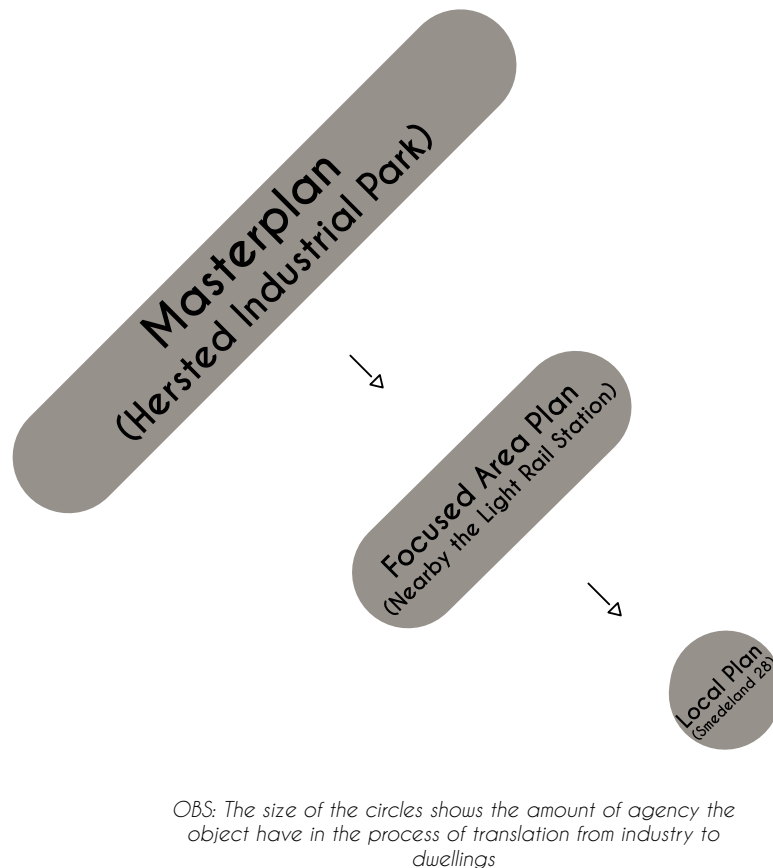 Masterplan
(Hersted Industrial Park)
Focused Area Plan
(Nearby the Light Rail Station)
Local Plan
(Smedeland 28)
OBS: The size of the circles shows the amount of agency the
object have in the process of translation from industry to
dwellings